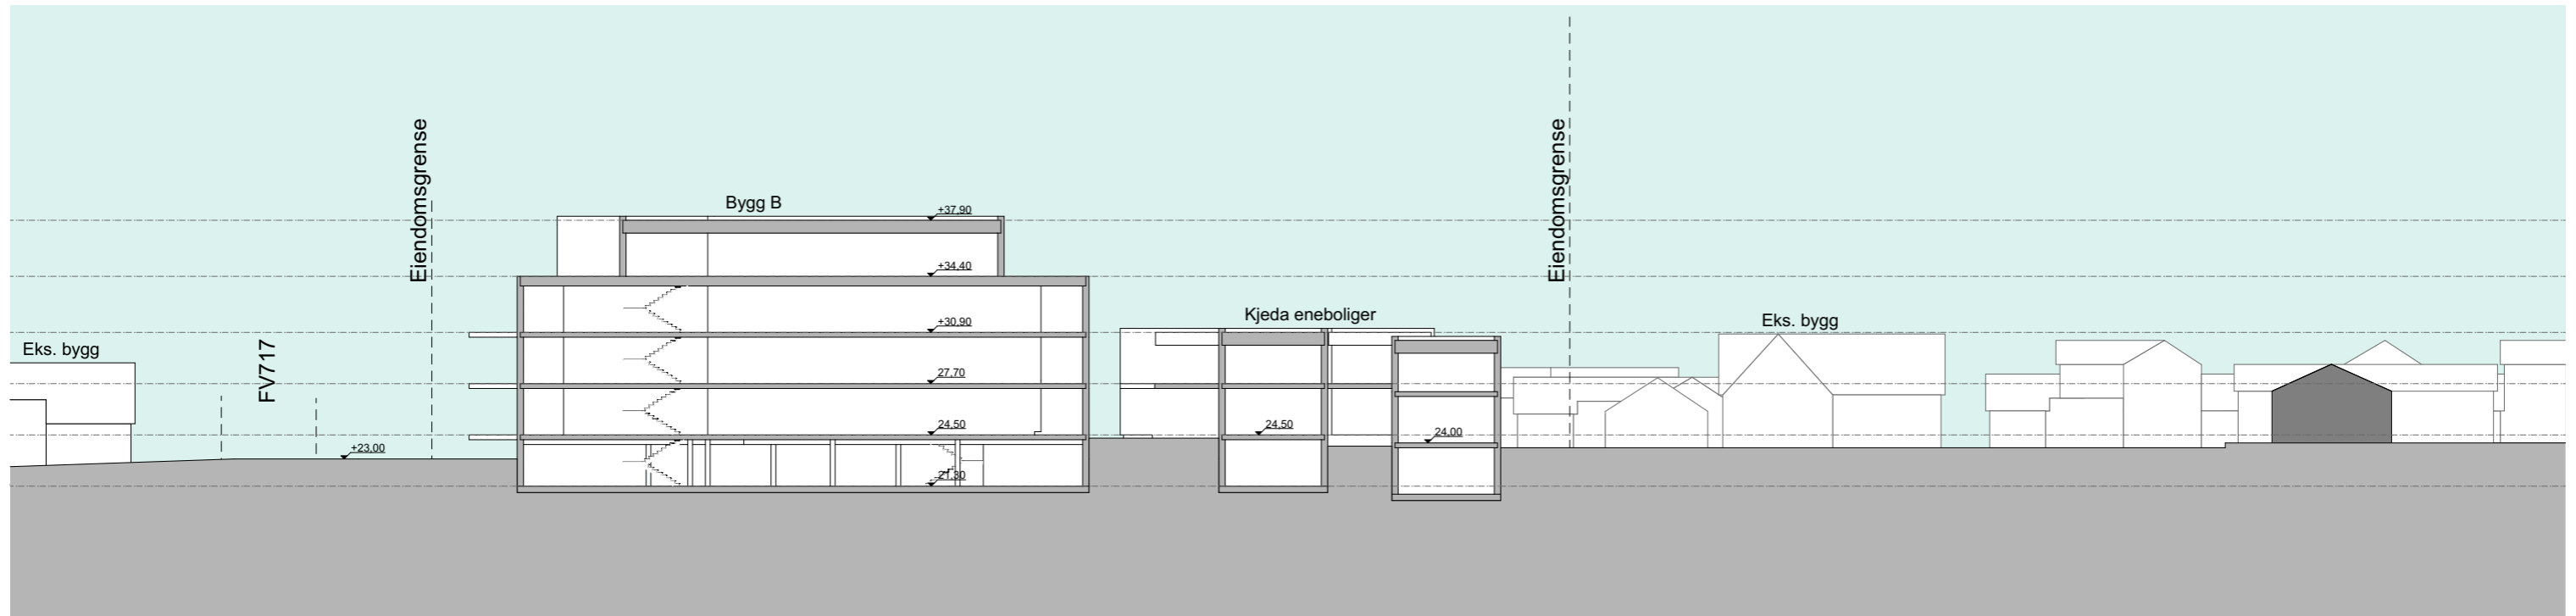 Eiendomsgrense
Eiendomsgrense
Bygg B
+37,90
+34,40
+30,90
Kjeda eneboliger
Eks. bygg
Eks. bygg
FV717
27,70
24,50
24,50
24,00
+23,00
21,30